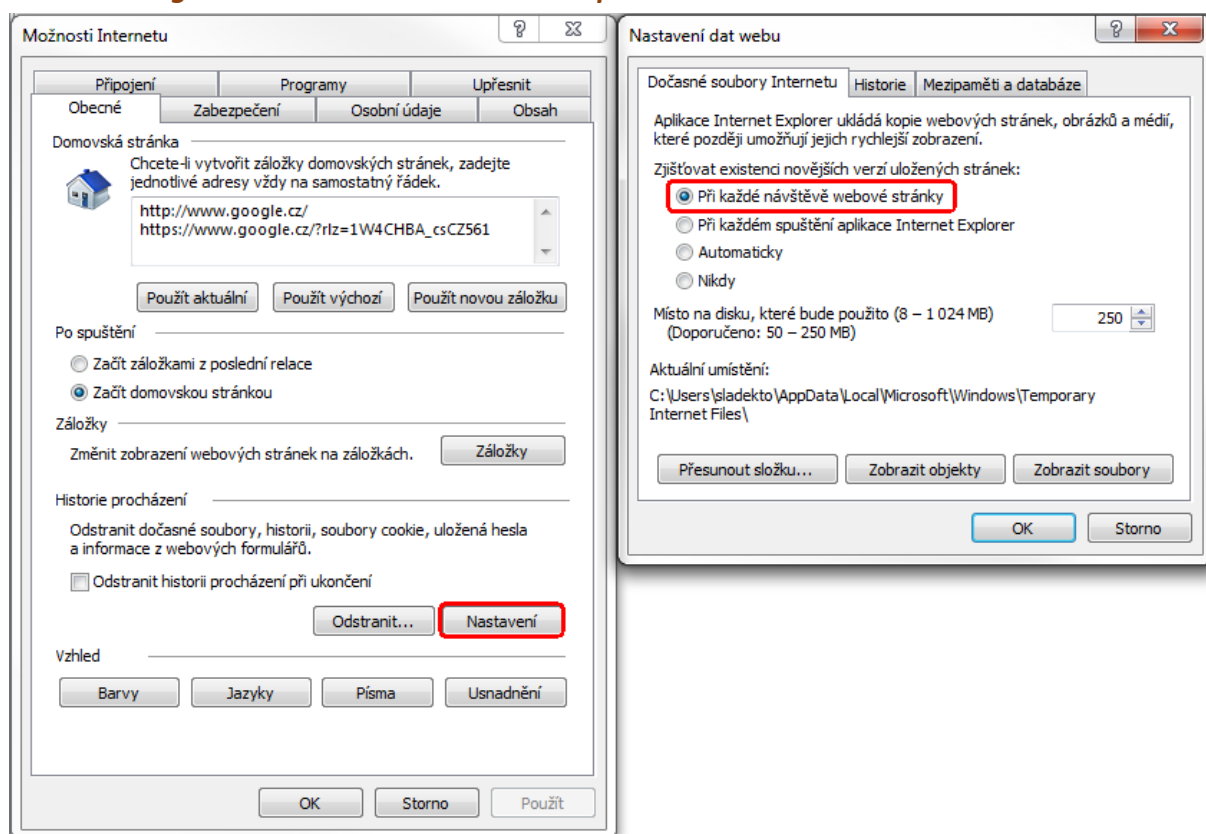 Možnosti Internetu
Připojení
Programy
Upřesnit
Obecné
Zabezpečení
Osobní údaje
Obsah
Domovská stránka
Chcete-li vytvořit záložky domovských stránek, zadejte
jednotlivé adresy vždy na samostatný řádek.
http://www.google.cz/
https://www.google.cz/?rlz=1W4CHBA_csCZ561
Použít aktuální
Použít výchozí
Použít novou záložku
Po spuštění
Začít záložkami z poslední relace
Začít domovskou stránkou
Záložky
Změnit zobrazení webových stránek na záložkách.
Záložky
Historie procházení
Odstranit dočasné soubory, historii, soubory cookie, uložená hesla
a informace z webových formulářů.
Odstranit historii procházení při ukončení
Odstranit...
Nastavení
Vzhled
Barvy
Jazyky
Písma
Usnadnění
OK
Storno
Použít
Nastavení dat webu
Dočasné soubory Internetu
Historie
Mezipaměti a databáze
Aplikace Internet Explorer ukládá kopie webových stránek, obrázků a médií,
které později umožňují jejich rychlejší zobrazení.
Zjišťovat existenci novějších verzí uložených stránek:
Při každé návštěvě webové stránky
Při každém spuštění aplikace Internet Explorer
Automaticky
Nikdy
Místo na disku, které bude použito (8 – 1 024 MB)
250
(Doporučeno: 50 – 250 MB)
Aktuální umístění:
C:\Users\sladekto\AppData\Local\Microsoft\Windows\Temporary
Internet Files\
Přesunout složku...
Zobrazit objekty
Zobrazit soubory
OK
Storno